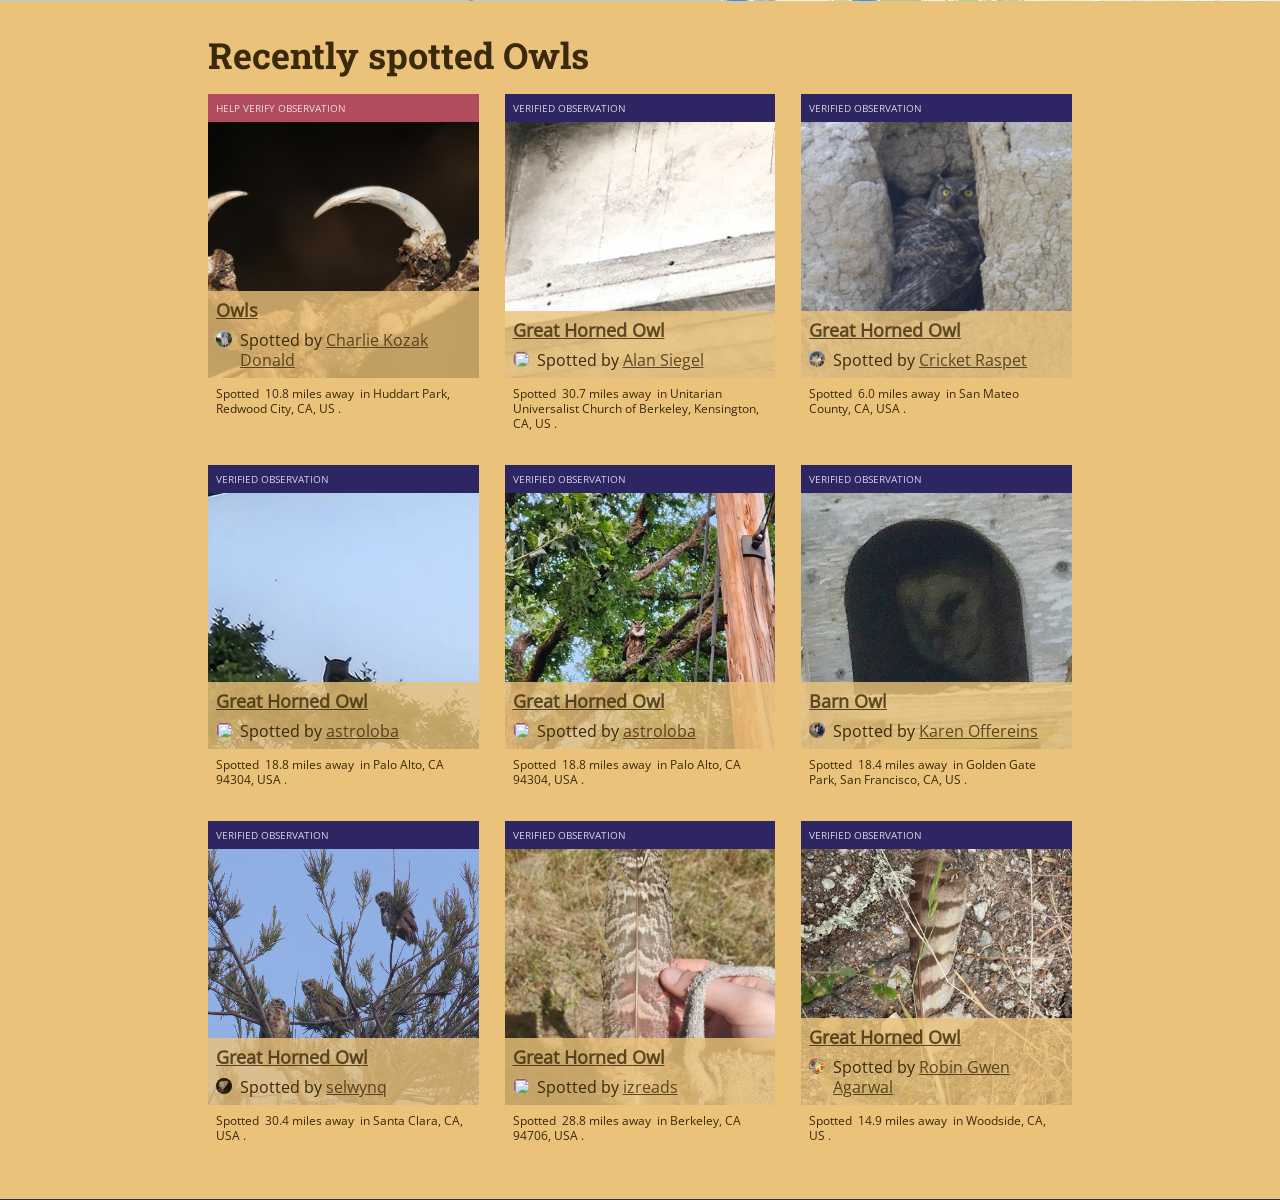 Recently spotted Owls
HELP VERIFY OBSERVATION
Owls
Spotted by Charlie Kozak
Donald
Spotted 10.8 miles away in Huddart Park,
Redwood City, CA, US .
VERIFIED OBSERVATION
Great Horned Owl
Spotted by Alan Siegel
Spotted 30.7 miles away in Unitarian
Universalist Church of Berkeley, Kensington,
CA, US .
VERIFIED OBSERVATION
Great Horned Owl
Spotted by Cricket Raspet
Spotted 6.0 miles away in San Mateo
County, CA, USA .
VERIFIED OBSERVATION
Great Horned Owl
Spotted by astroloba
Spotted 18.8 miles away in Palo Alto, CA
94304, USA .
VERIFIED OBSERVATION
Great Horned Owl
Spotted by astroloba
Spotted 18.8 miles away in Palo Alto, CA
94304, USA .
VERIFIED OBSERVATION
Barn Owl
Spotted by Karen Offereins
Spotted 18.4 miles away in Golden Gate
Park, San Francisco, CA, US .
VERIFIED OBSERVATION
Great Horned Owl
Spotted by selwynq
Spotted 30.4 miles away in Santa Clara, CA,
USA .
VERIFIED OBSERVATION
Great Horned Owl
Spotted by izreads
Spotted 28.8 miles away in Berkeley, CA
94706, USA .
VERIFIED OBSERVATION
Great Horned Owl
Spotted by Robin Gwen
Agarwal
Spotted 14.9 miles away in Woodside, CA,
US .